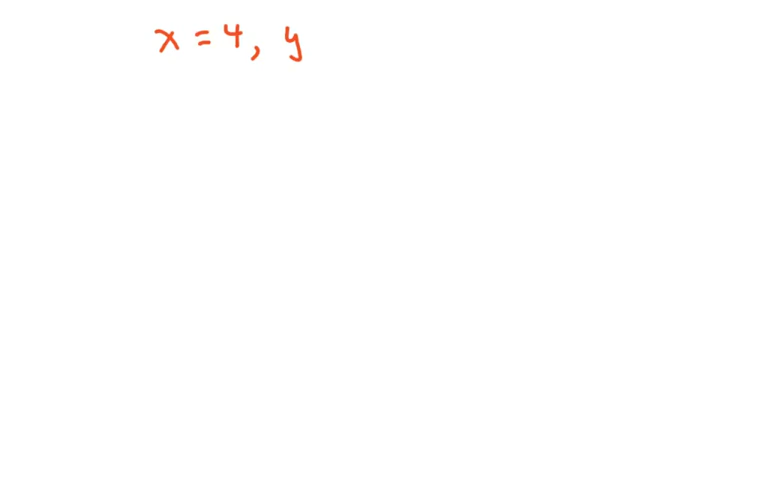 x = 4, y